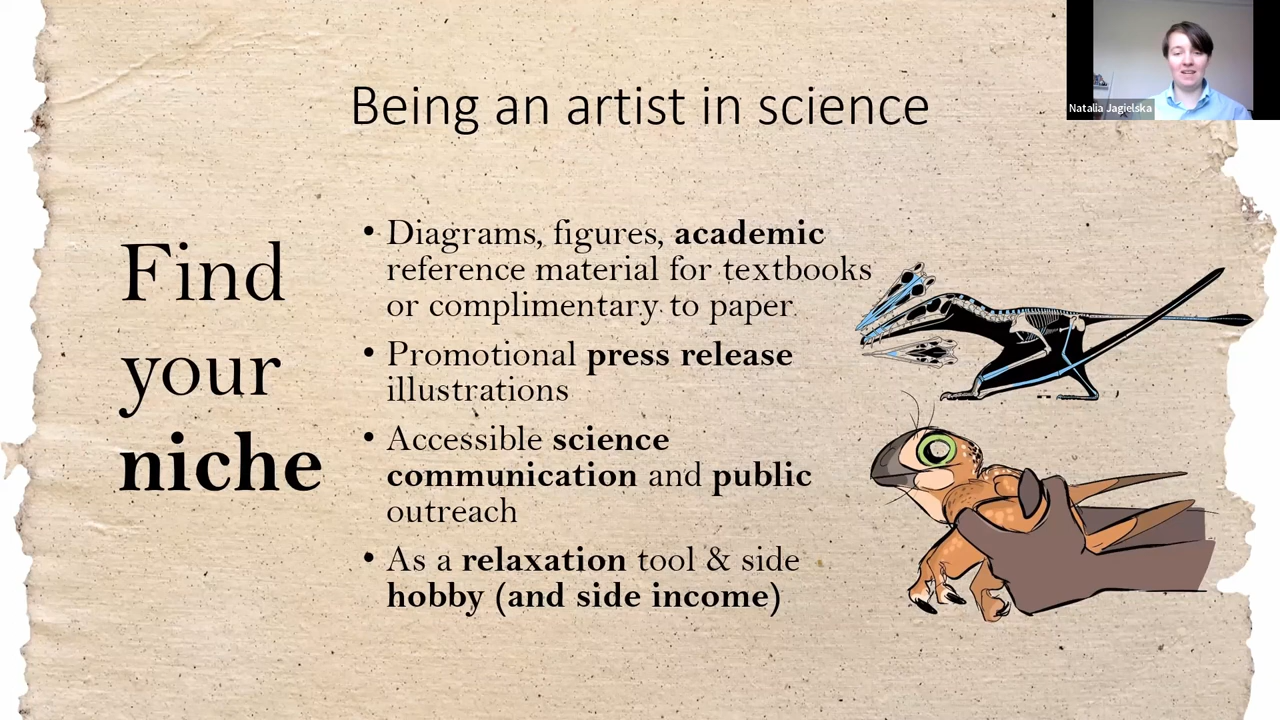 Natalia Jagielska
Being an artist in science
Find
your
niche
• Diagrams, figures, academic
reference material for textbooks
or complimentary to paper
• Promotional press release
illustrations
• Accessible science
communication and public
outreach
• As a relaxation tool & side
hobby (and side income)